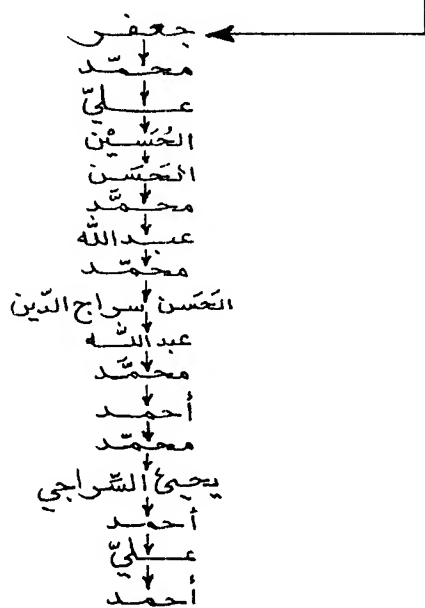 جعفر
محمّد
عليّ
الحُسَيْن
الحَسَن
محمَّد
عبدالله
محمّد
الحَسَن سراج الدّين
عبدالله
محمَّد
أحمد
محمّد
يحيىٰ السِّراجي
أحمد
عليّ
أحمد